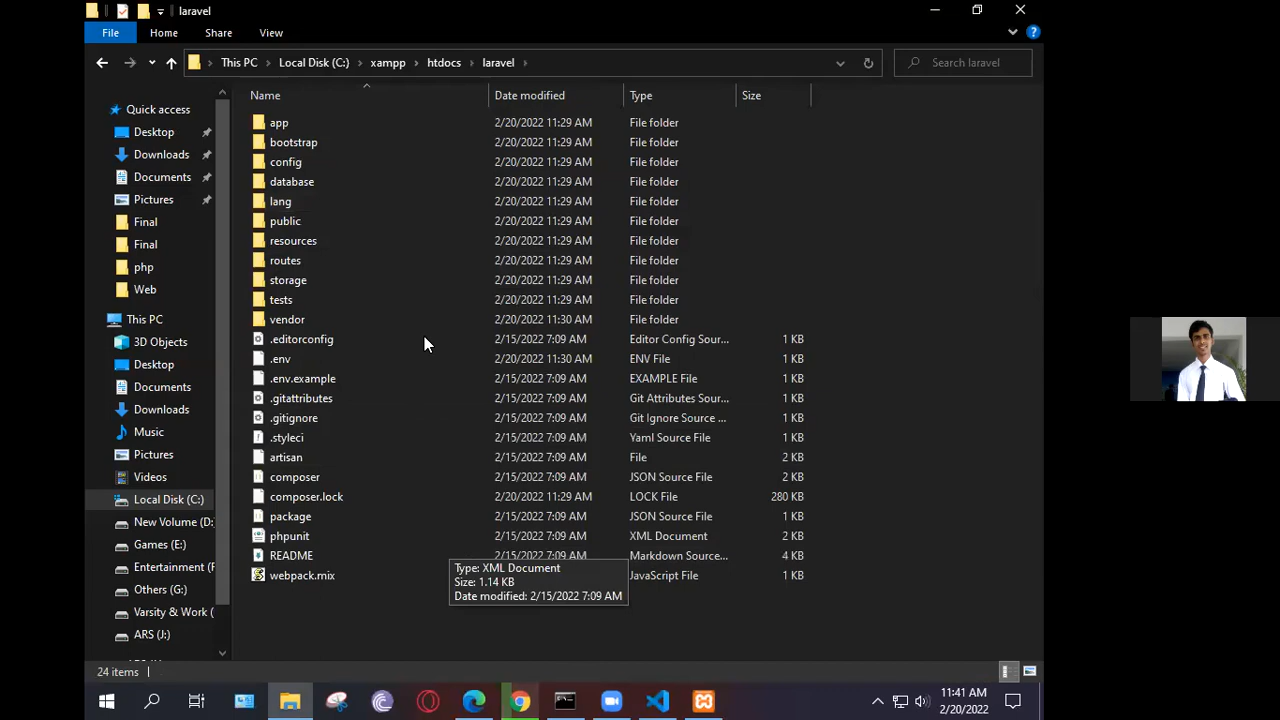 laravel
File Home Share View
This PC Local Disk (C:) xampp htdocs laravel Search laravel
Name Date modified Type Size
Quick access
Desktop
Downloads
Documents
Pictures
Final
Final
php
Web
This PC
3D Objects
Desktop
Documents
Downloads
Music
Pictures
Videos
Local Disk (C:)
New Volume (D:
Games (E:)
Entertainment (F
Others (G:)
Varsity & Work (
ARS (J:)
app 2/20/2022 11:29 AM File folder
bootstrap 2/20/2022 11:29 AM File folder
config 2/20/2022 11:29 AM File folder
database 2/20/2022 11:29 AM File folder
lang 2/20/2022 11:29 AM File folder
public 2/20/2022 11:29 AM File folder
resources 2/20/2022 11:29 AM File folder
routes 2/20/2022 11:29 AM File folder
storage 2/20/2022 11:29 AM File folder
tests 2/20/2022 11:29 AM File folder
vendor 2/20/2022 11:30 AM File folder
.editorconfig 2/15/2022 7:09 AM Editor Config Sour... 1 KB
.env 2/20/2022 11:30 AM ENV File 1 KB
.env.example 2/15/2022 7:09 AM EXAMPLE File 1 KB
.gitattributes 2/15/2022 7:09 AM Git Attributes Sour... 1 KB
.gitignore 2/15/2022 7:09 AM Git Ignore Source ... 1 KB
.styleci 2/15/2022 7:09 AM Yaml Source File 1 KB
artisan 2/15/2022 7:09 AM File 2 KB
composer 2/15/2022 7:09 AM JSON Source File 2 KB
composer.lock 2/20/2022 11:29 AM LOCK File 280 KB
package 2/15/2022 7:09 AM JSON Source File 1 KB
phpunit 2/15/2022 7:09 AM XML Document 2 KB
README 2/15/2022 7:09 AM Markdown Source... 4 KB
webpack.mix JavaScript File 1 KB
Type: XML Document
Size: 1.14 KB
Date modified: 2/15/2022 7:09 AM
24 items
11:41 AM
2/20/2022